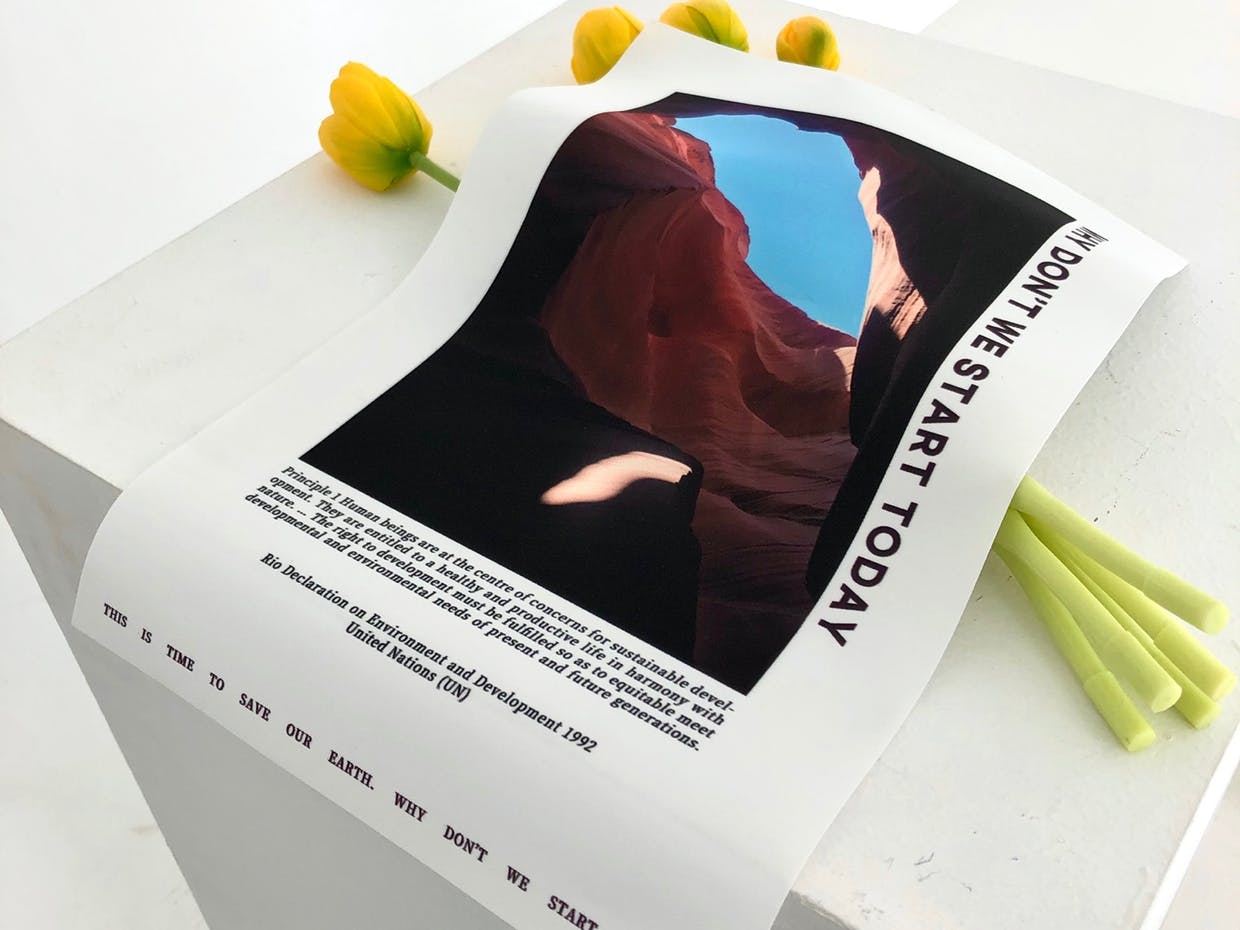 WHY DON'T WE START TODAY
Principle 1 Human beings are at the centre of concerns for sustainable devel-
opment. They are entitled to a healthy and productive life in harmony with
nature. ... The right to development must be fulfilled so as to equitable meet
developmental and environmental needs of present and future generations.
Rio Declaration on Environment and Development 1992
United Nations (UN)
THIS IS TIME TO SAVE OUR EARTH. WHY DON'T WE START